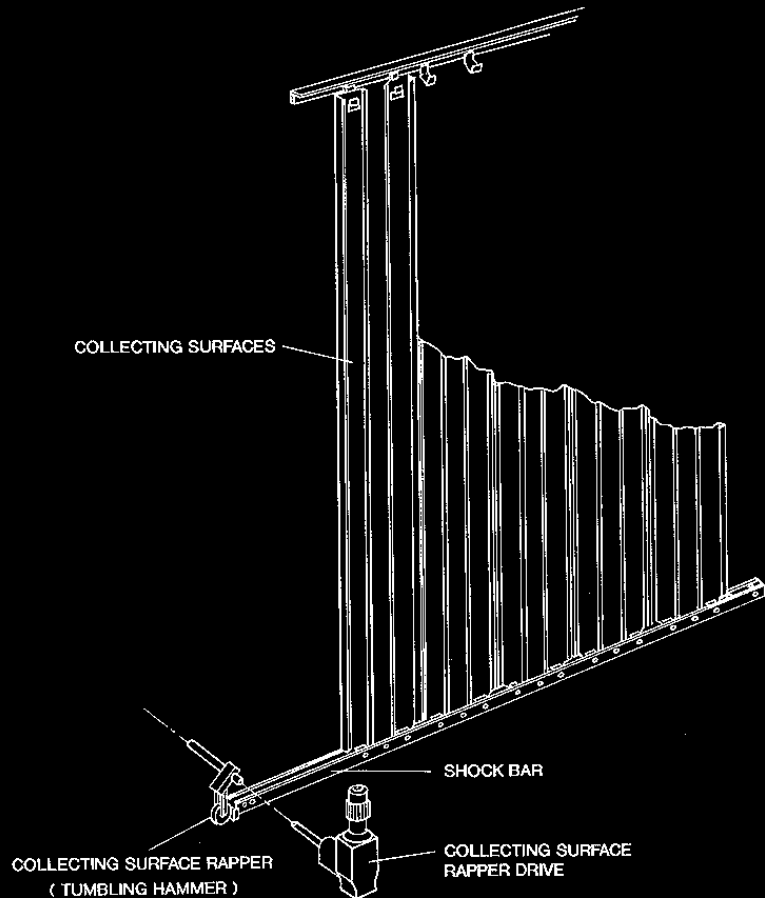 COLLECTING SURFACES
SHOCK BAR
COLLECTING SURFACE RAPPER
( TUMBLING HAMMER )
COLLECTING SURFACE
RAPPER DRIVE